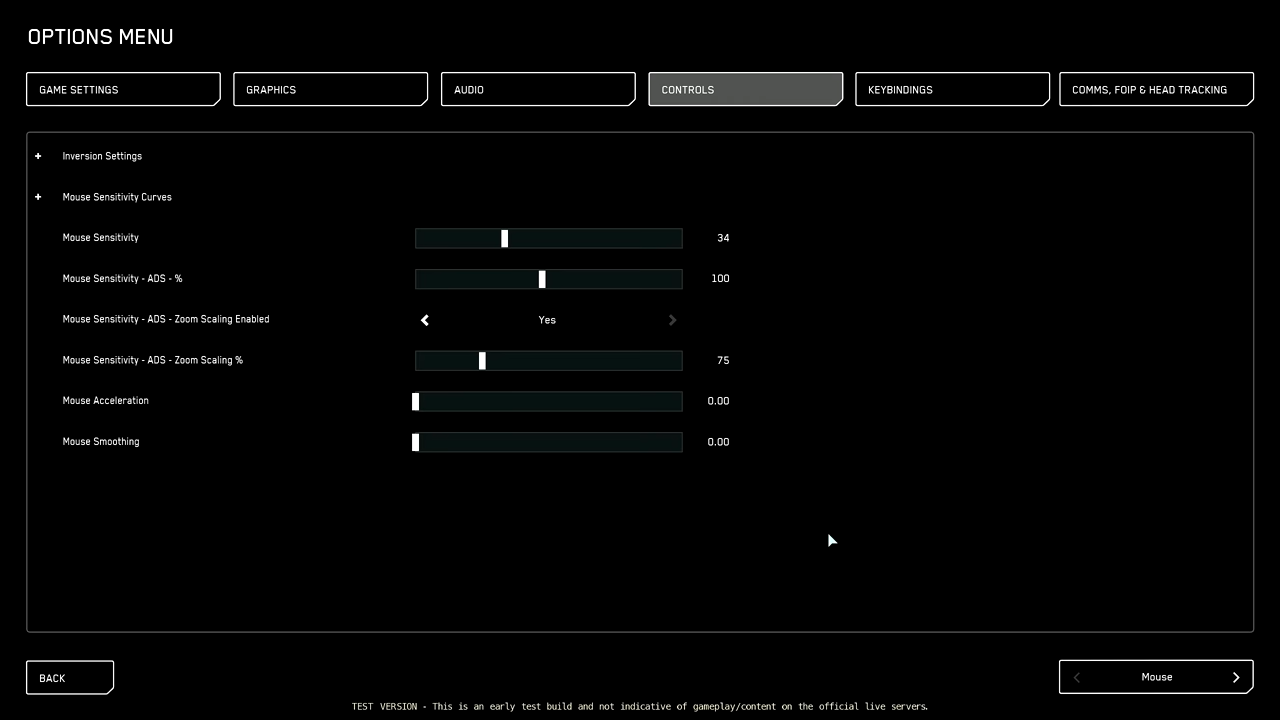 OPTIONS MENU
GAME SETTINGS
GRAPHICS
AUDIO
CONTROLS
KEYBINDINGS
COMMS, FOIP & HEAD TRACKING
+ Inversion Settings
+ Mouse Sensitivity Curves
Mouse Sensitivity 34
Mouse Sensitivity - ADS - % 100
Mouse Sensitivity - ADS - Zoom Scaling Enabled Yes
Mouse Sensitivity - ADS - Zoom Scaling % 75
Mouse Acceleration 0.00
Mouse Smoothing 0.00
BACK
Mouse
TEST VERSION - This is an early test build and not indicative of gameplay/content on the official live servers.